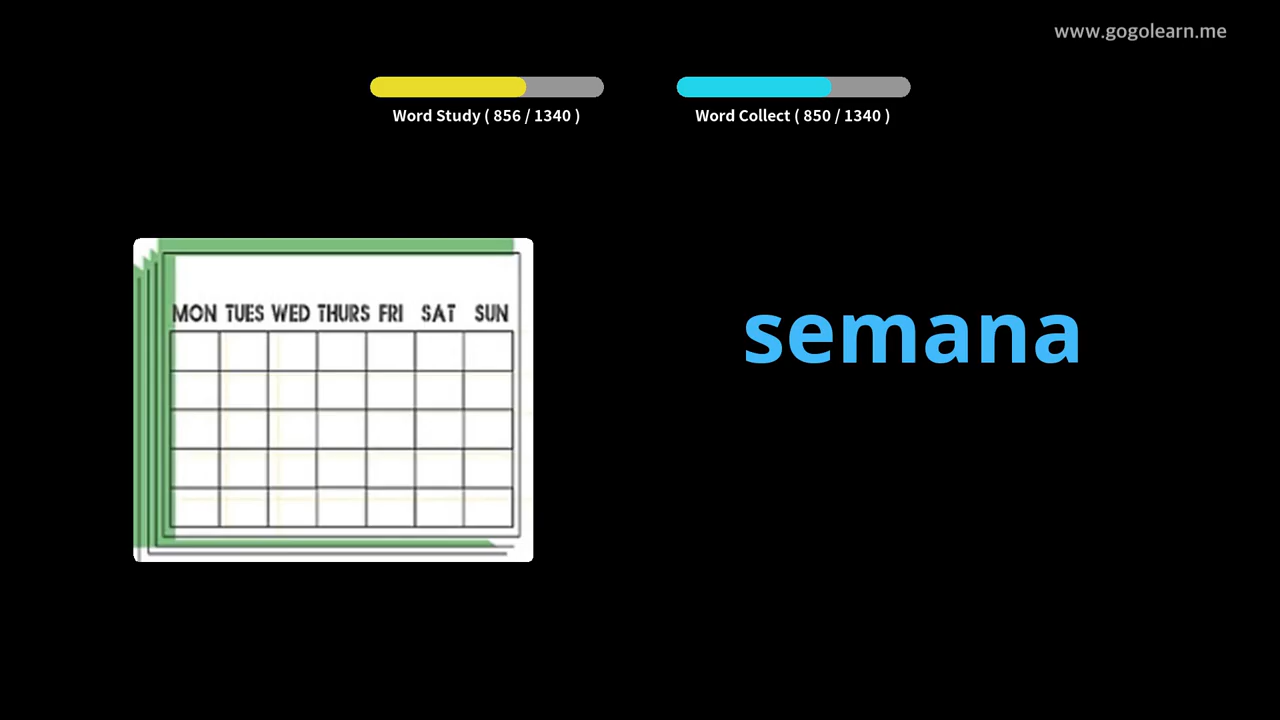 www.gogolearn.me
Word Study ( 856 / 1340 )
Word Collect ( 850 / 1340 )
MON TUES WED THURS FRI SAT SUN
semana